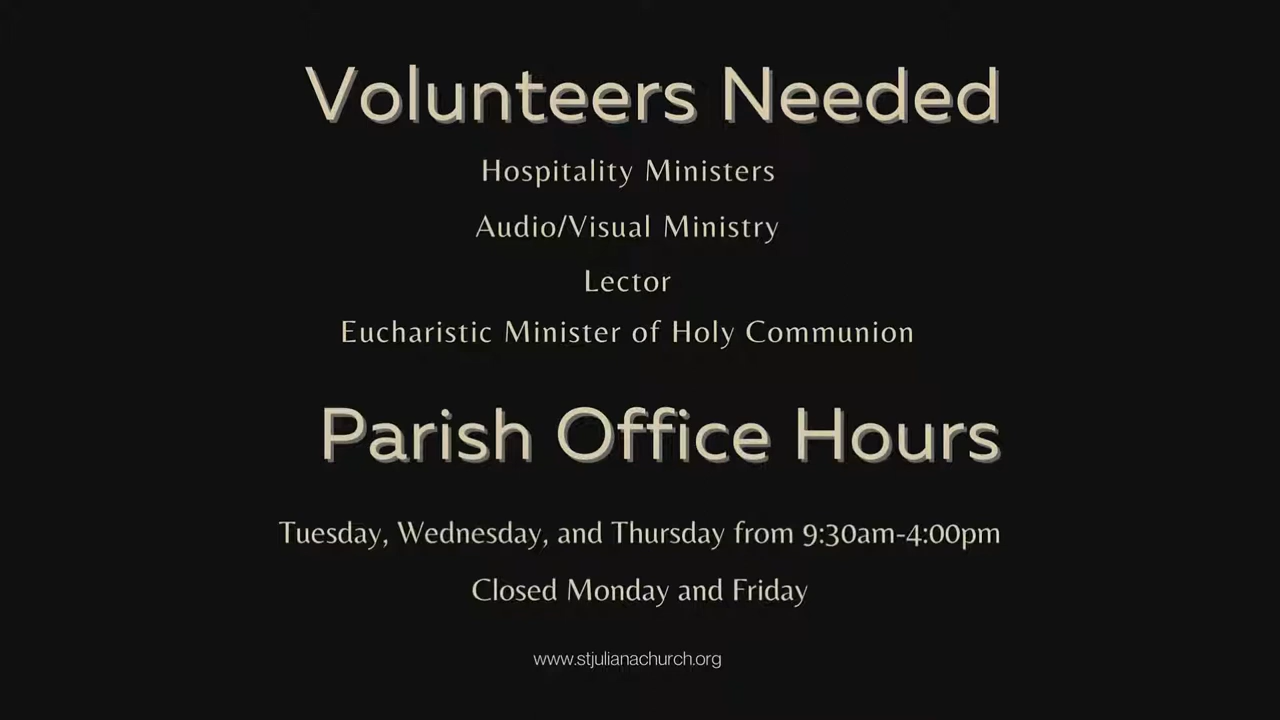 Volunteers Needed
Hospitality Ministers
Audio/Visual Ministry
Lector
Eucharistic Minister of Holy Communion
Parish Office Hours
Tuesday, Wednesday, and Thursday from 9:30am-4:00pm
Closed Monday and Friday
www.stjulianachurch.org